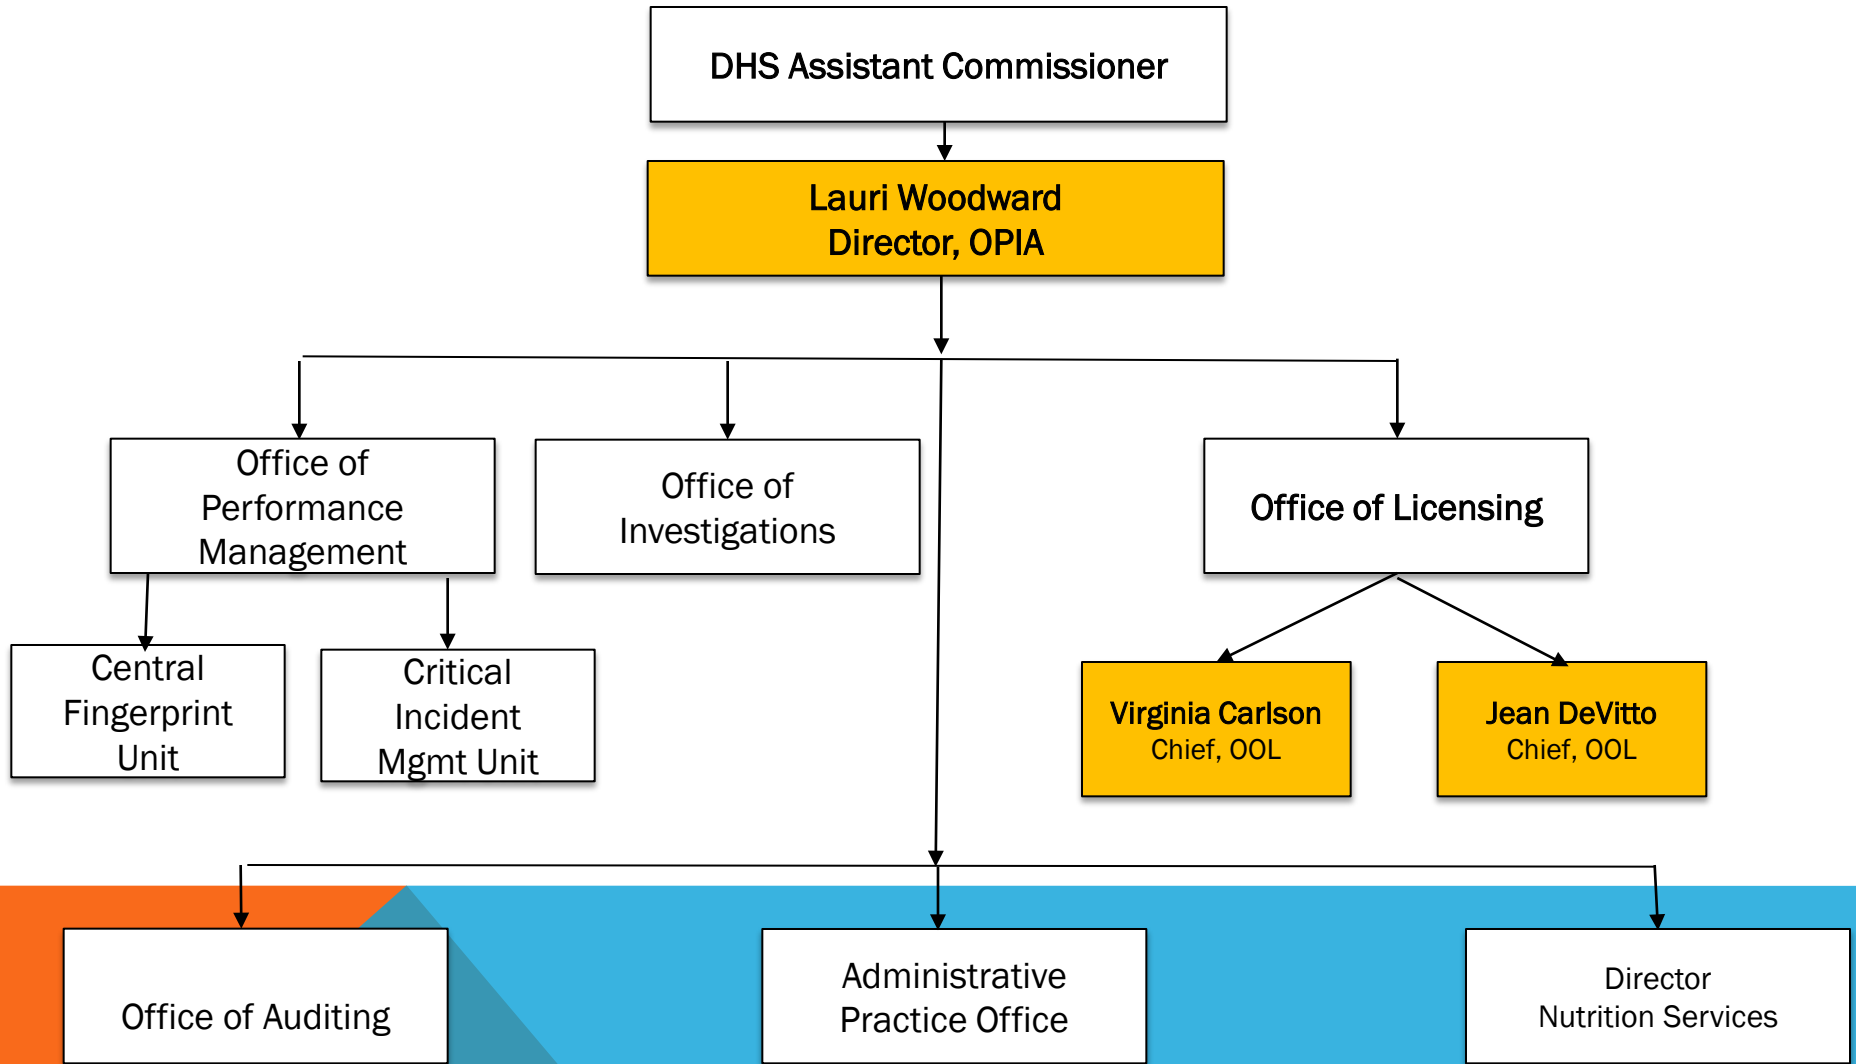 DHS Assistant Commissioner
Lauri Woodward
Director, OPIA
Office of
Performance
Management
Office of
Investigations
Office of Licensing
Central
Fingerprint
Unit
Critical
Incident
Mgmt Unit
Virginia Carlson
Chief, OOL
Jean DeVitto
Chief, OOL
Office of Auditing
Administrative
Practice Office
Director
Nutrition Services